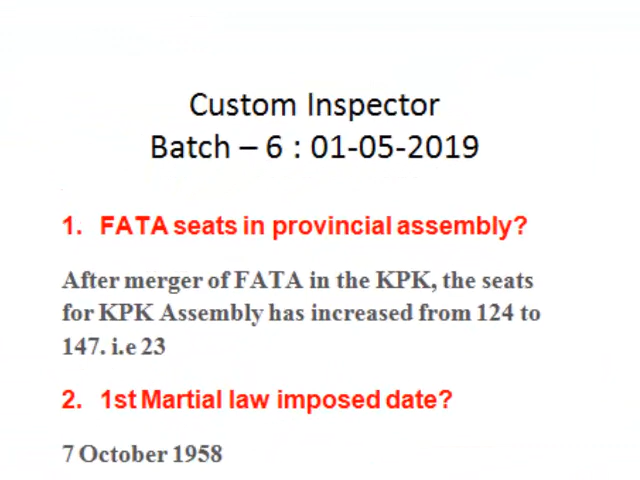 Custom Inspector
Batch – 6 : 01-05-2019
1. FATA seats in provincial assembly?
After merger of FATA in the KPK, the seats
for KPK Assembly has increased from 124 to
147. i.e 23
2. 1st Martial law imposed date?
7 October 1958